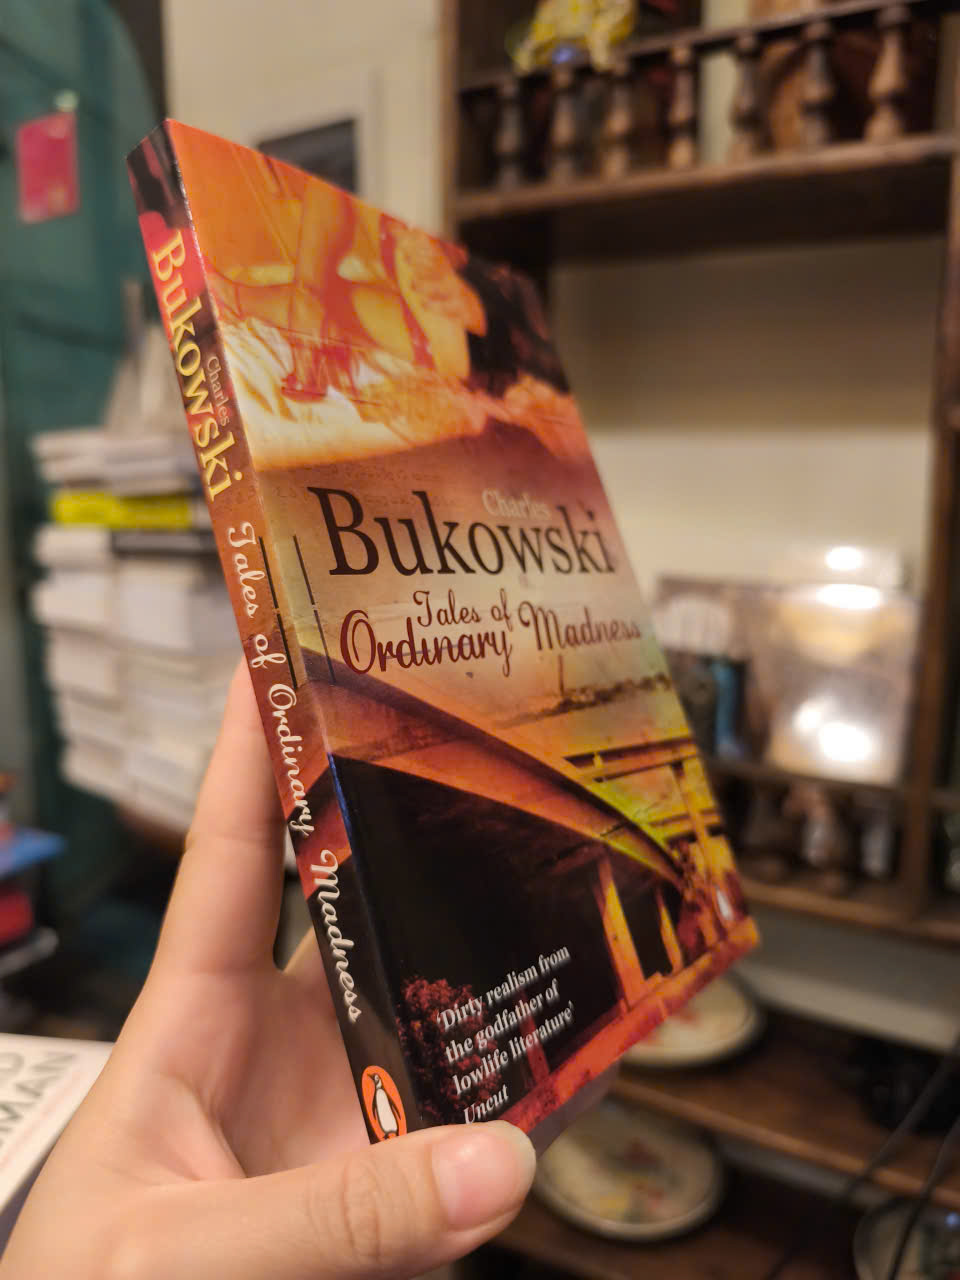 Charles
Bukowski
Tales of Ordinary Madness
Charles
Bukowski
Tales of
Ordinary Madness
'Dirty realism from
the godfather of
lowlife literature'
Uncut
MAN